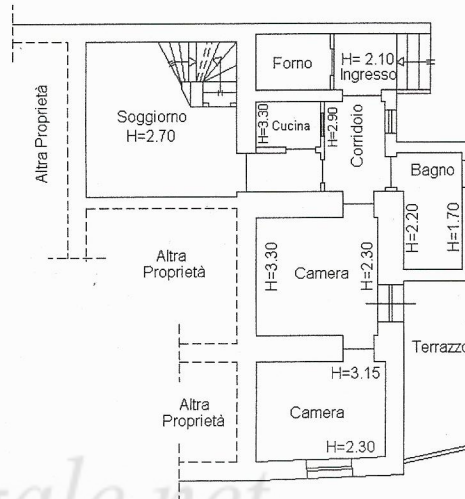 Forno
H= 2.10
Ingresso
Altra Proprietà
Soggiorno
H=2.70
H=3.30
Cucina
H=2.90
Corridoio
Bagno
H=2.20
H=1.70
Altra
Proprietà
H=3.30
Camera
H=2.30
Terrazzo
H=3.15
Altra
Proprietà
Camera
H=2.30